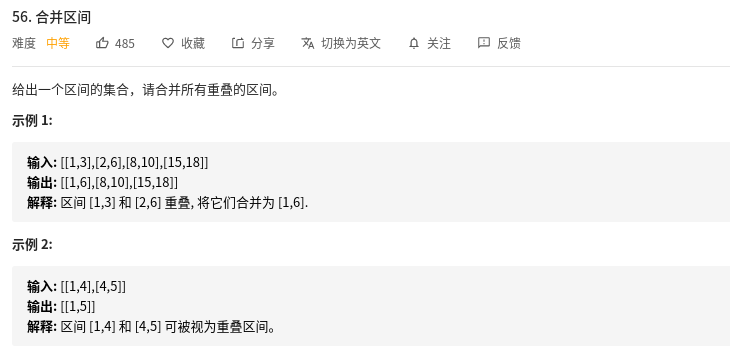 56. 合并区间
难度 中等 485 收藏 分享 切换为英文 关注 反馈
给出一个区间的集合，请合并所有重叠的区间。
示例 1:
输入: [[1,3],[2,6],[8,10],[15,18]]
输出: [[1,6],[8,10],[15,18]]
解释: 区间 [1,3] 和 [2,6] 重叠, 将它们合并为 [1,6].
示例 2:
输入: [[1,4],[4,5]]
输出: [[1,5]]
解释: 区间 [1,4] 和 [4,5] 可被视为重叠区间。